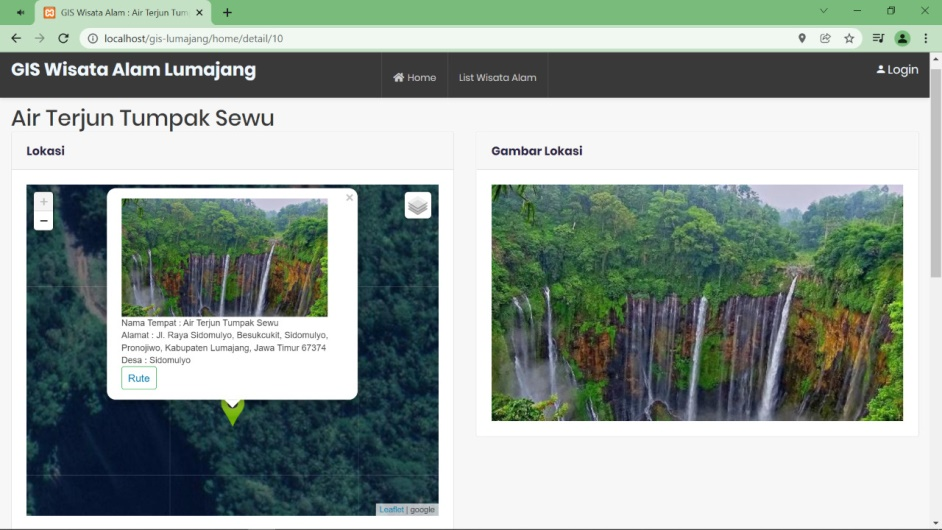 GIS Wisata Alam : Air Terjun Tum
localhost/gis-lumajang/home/detail/10
GIS Wisata Alam Lumajang
Home
List Wisata Alam
Login
Air Terjun Tumpak Sewu
Lokasi
Gambar Lokasi
+
−
×
Nama Tempat : Air Terjun Tumpak Sewu
Alamat : Jl. Raya Sidomulyo, Besukcukit, Sidomulyo,
Pronojiwo, Kabupaten Lumajang, Jawa Timur 67374
Desa : Sidomulyo
Rute
Leaflet | google